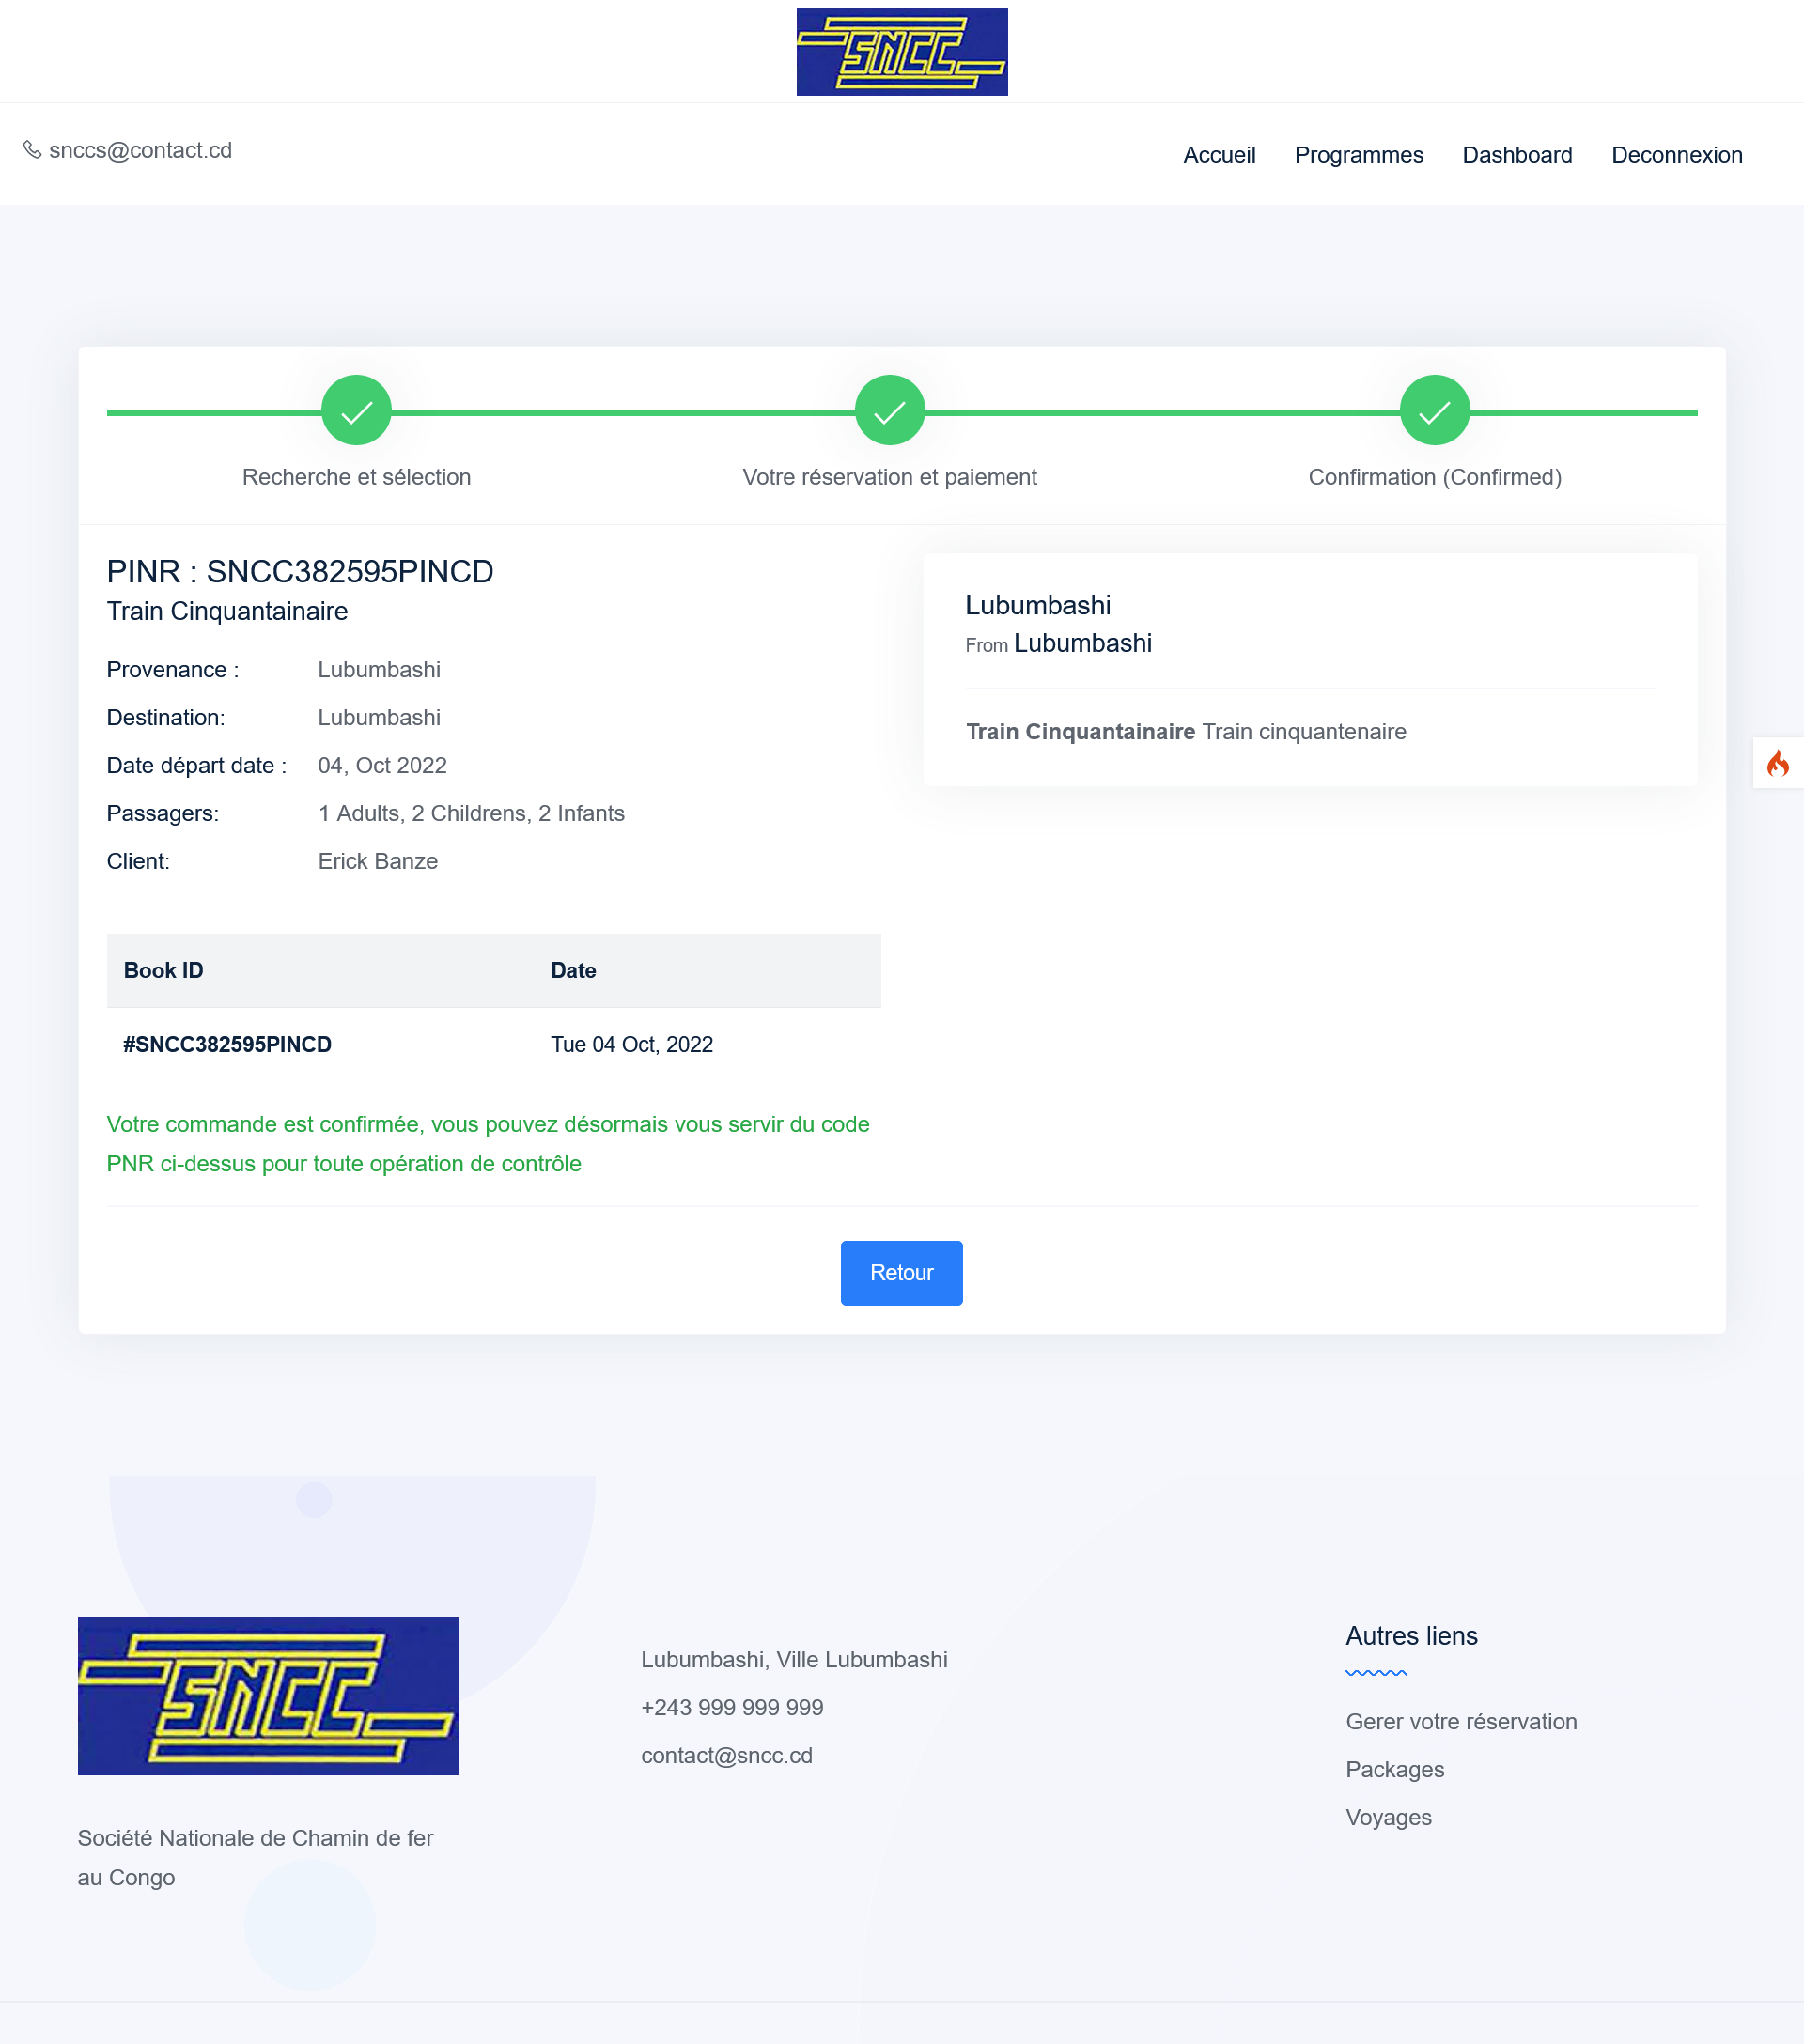 SNCC
snccs@contact.cd
Accueil Programmes Dashboard Deconnexion
Recherche et sélection
Votre réservation et paiement
Confirmation (Confirmed)
PINR : SNCC382595PINCD
Train Cinquantainaire
Provenance : Lubumbashi
Destination: Lubumbashi
Date départ date : 04, Oct 2022
Passagers: 1 Adults, 2 Childrens, 2 Infants
Client: Erick Banze
Book ID Date
#SNCC382595PINCD Tue 04 Oct, 2022
Votre commande est confirmée, vous pouvez désormais vous servir du code
PNR ci-dessus pour toute opération de contrôle
Lubumbashi
From Lubumbashi
Train Cinquantainaire Train cinquantenaire
Retour
SNCC
Société Nationale de Chamin de fer
au Congo
Lubumbashi, Ville Lubumbashi
+243 999 999 999
contact@sncc.cd
Autres liens
Gerer votre réservation
Packages
Voyages